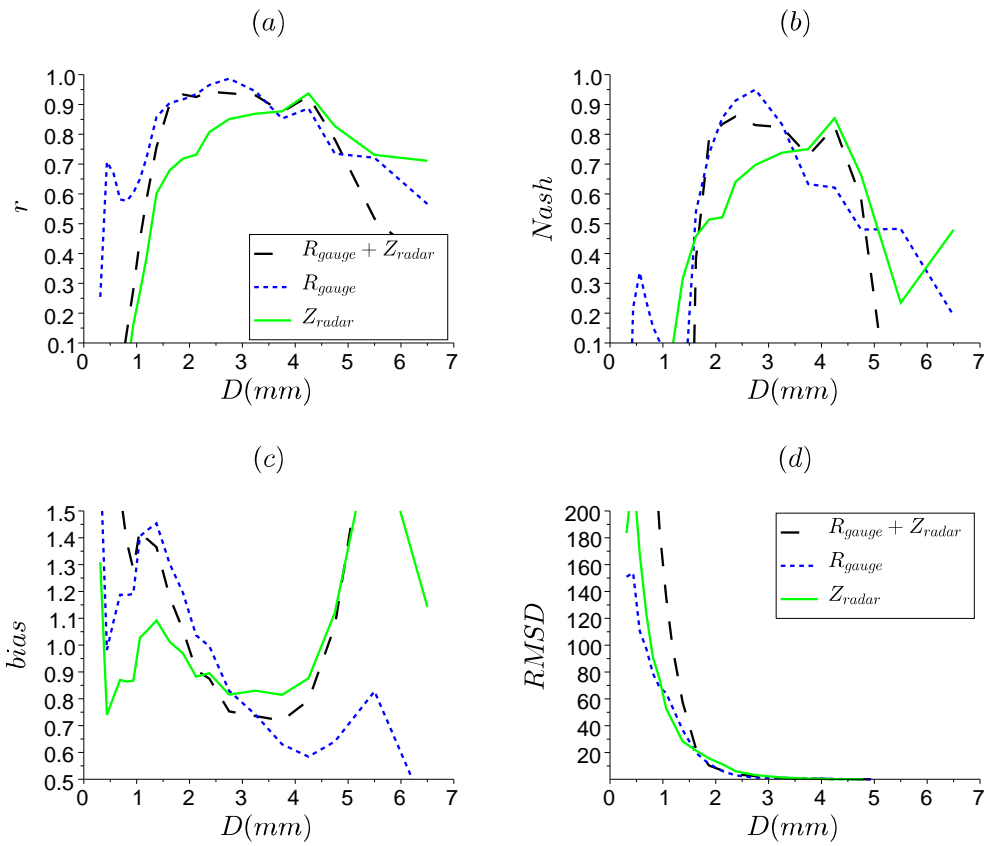 (a)
1.0
0.9
0.8
0.7
0.6
0.5
0.4
0.3
0.2
0.1
r
0 1 2 3 4 5 6 7
D(mm)
R_gauge + Z_radar
R_gauge
Z_radar
(b)
1.0
0.9
0.8
0.7
0.6
0.5
0.4
0.3
0.2
0.1
Nash
0 1 2 3 4 5 6 7
D(mm)
(c)
1.5
1.4
1.3
1.2
1.1
1.0
0.9
0.8
0.7
0.6
0.5
bias
0 1 2 3 4 5 6 7
D(mm)
(d)
200
180
160
140
120
100
80
60
40
20
RMSD
0 1 2 3 4 5 6 7
D(mm)
R_gauge + Z_radar
R_gauge
Z_radar